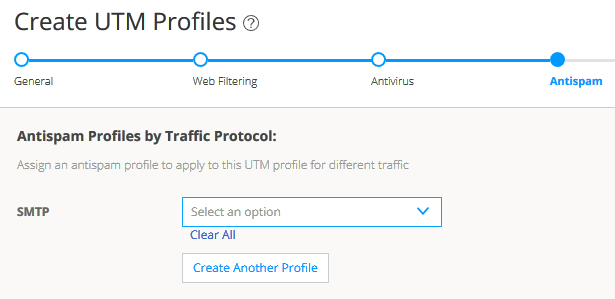 Create UTM Profiles ?
General Web Filtering Antivirus Antispam
Antispam Profiles by Traffic Protocol:
Assign an antispam profile to apply to this UTM profile for different traffic
SMTP Select an option
Clear All
Create Another Profile